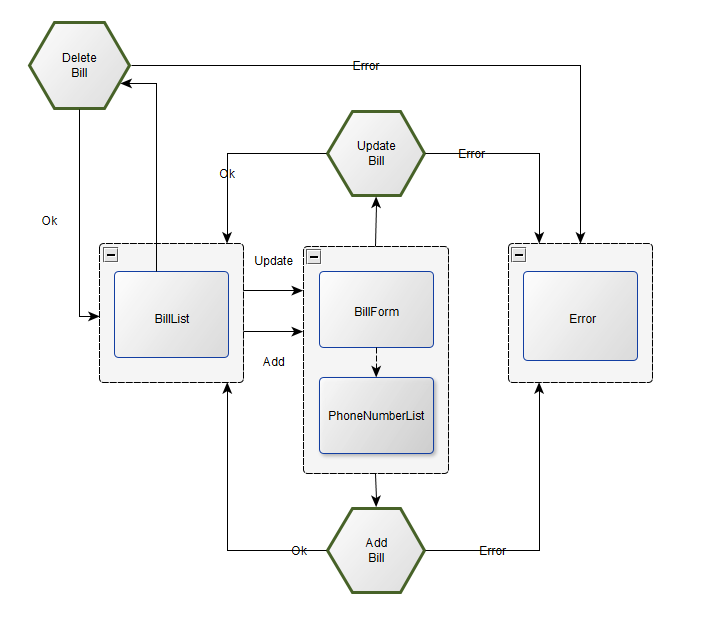 Delete
Bill
Error
Update
Bill
Error
Ok
Ok
Update
BillList
BillForm
Error
Add
PhoneNumberList
Add
Bill
Ok
Error